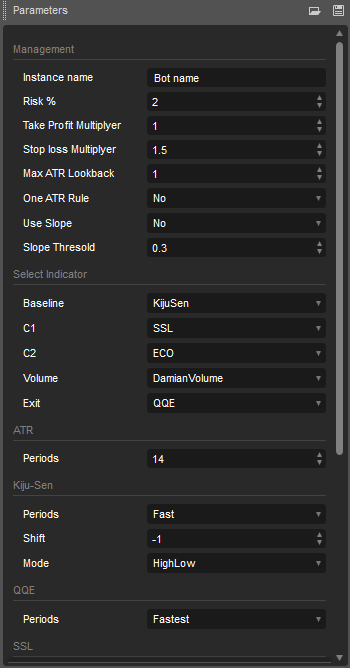 Parameters
Management
Instance name Bot name
Risk % 2
Take Profit Multiplyer 1
Stop loss Multiplyer 1.5
Max ATR Lookback 1
One ATR Rule No
Use Slope No
Slope Thresold 0.3
Select Indicator
Baseline KijuSen
C1 SSL
C2 ECO
Volume DamianVolume
Exit QQE
ATR
Periods 14
Kiju-Sen
Periods Fast
Shift -1
Mode HighLow
QQE
Periods Fastest
SSL